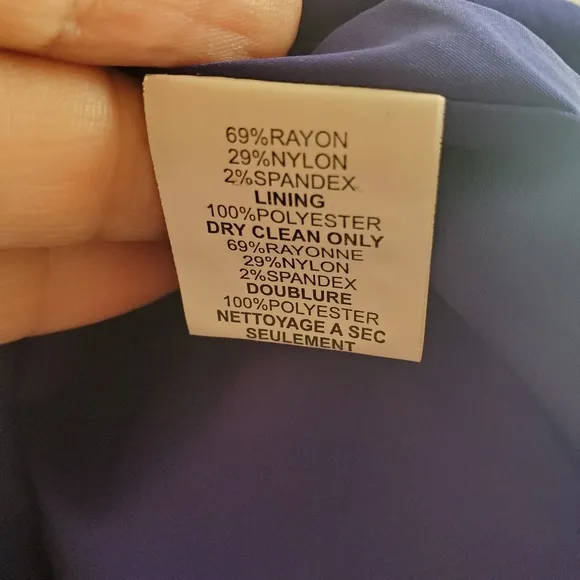 69%RAYON
29%NYLON
2%SPANDEX
LINING
100%POLYESTER
DRY CLEAN ONLY
69%RAYONNE
29%NYLON
2%SPANDEX
DOUBLURE
100%POLYESTER
NETTOYAGE A SEC
SEULEMENT